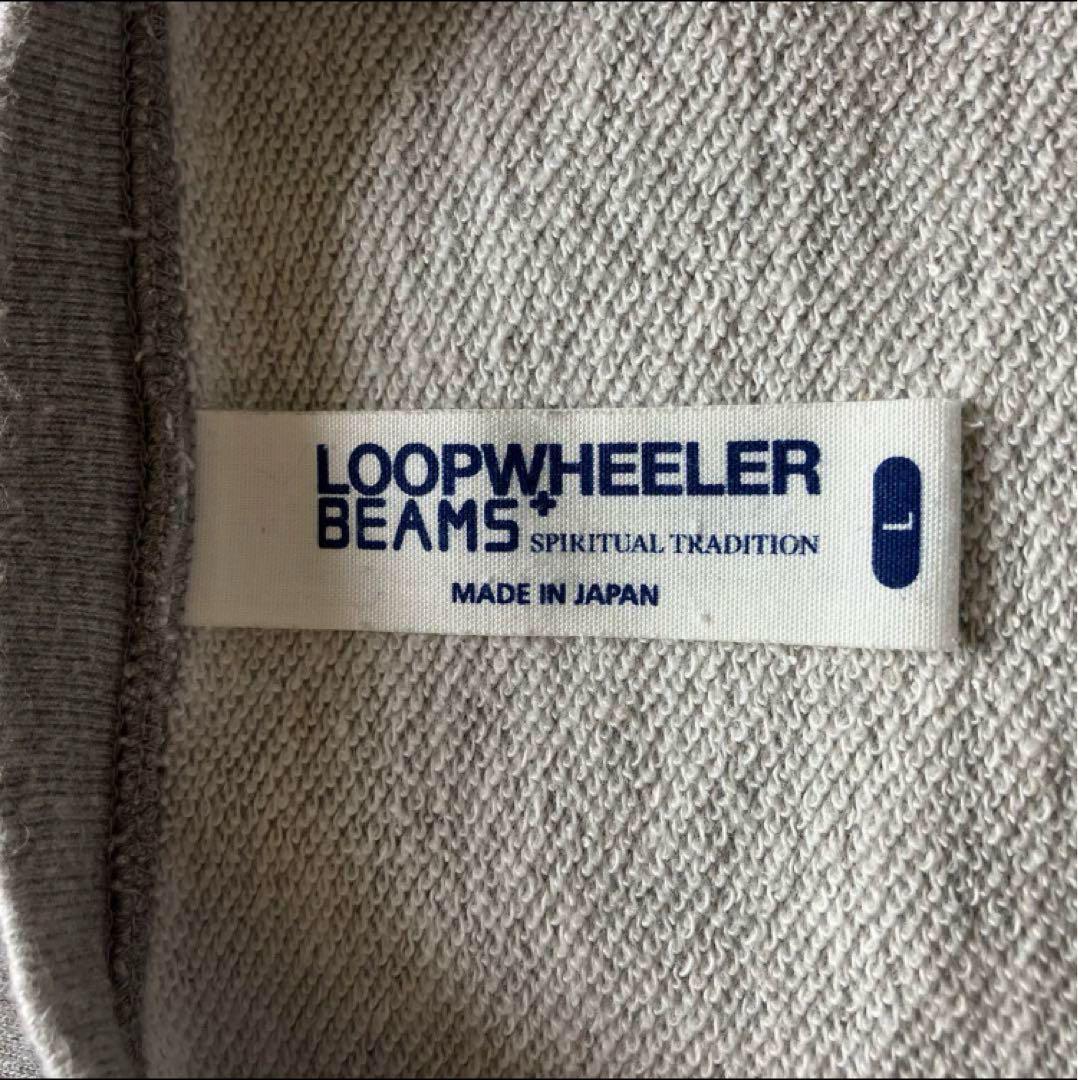 LOOPWHEELER
BEAMS+ SPIRITUAL TRADITION
MADE IN JAPAN
L